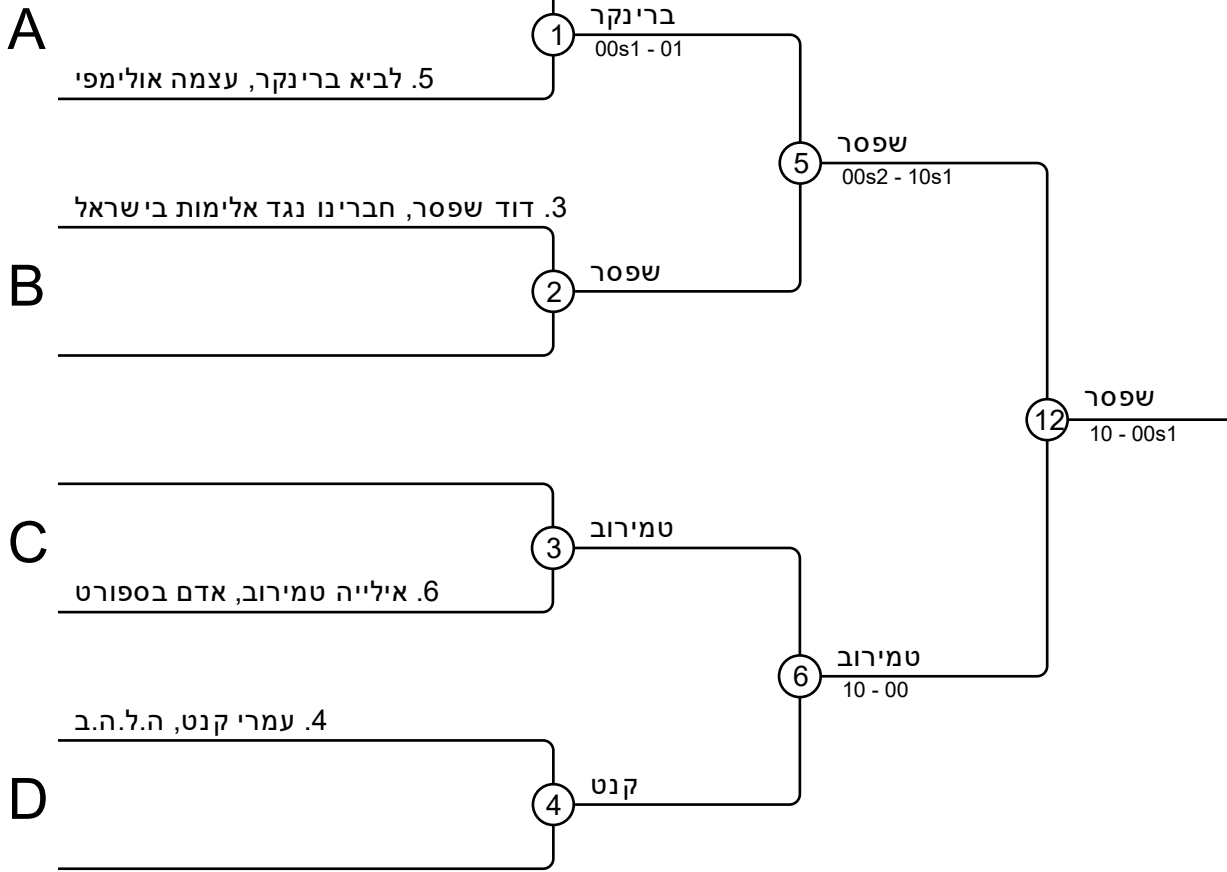 A
1
ברינקר
00s1 - 01
5. לביא ברינקר, עצמה אולימפי
5
שפסר
00s2 - 10s1
3. דוד שפסר, חברינו נגד אלימות בישראל
B
2
שפסר
12
שפסר
10 - 00s1
C
3
טמירוב
6. אילייה טמירוב, אדם בספורט
6
טמירוב
10 - 00
4. עמרי קנט, ה.ל.ה.ב
D
4
קנט